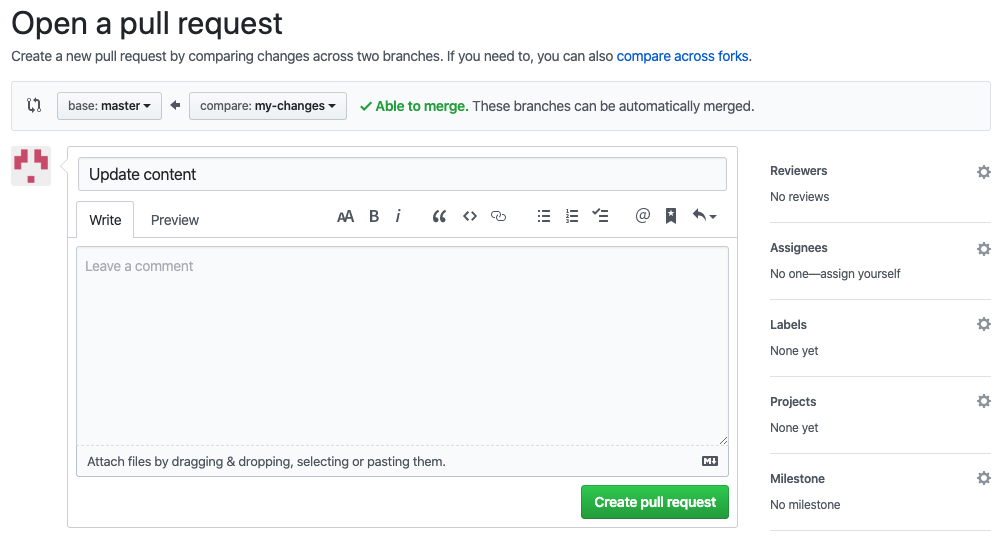 Open a pull request
Create a new pull request by comparing changes across two branches. If you need to, you can also compare across forks.
base: master compare: my-changes Able to merge. These branches can be automatically merged.
Update content
Write Preview
Leave a comment
Attach files by dragging & dropping, selecting or pasting them.
Create pull request
Reviewers
No reviews
Assignees
No one—assign yourself
Labels
None yet
Projects
None yet
Milestone
No milestone